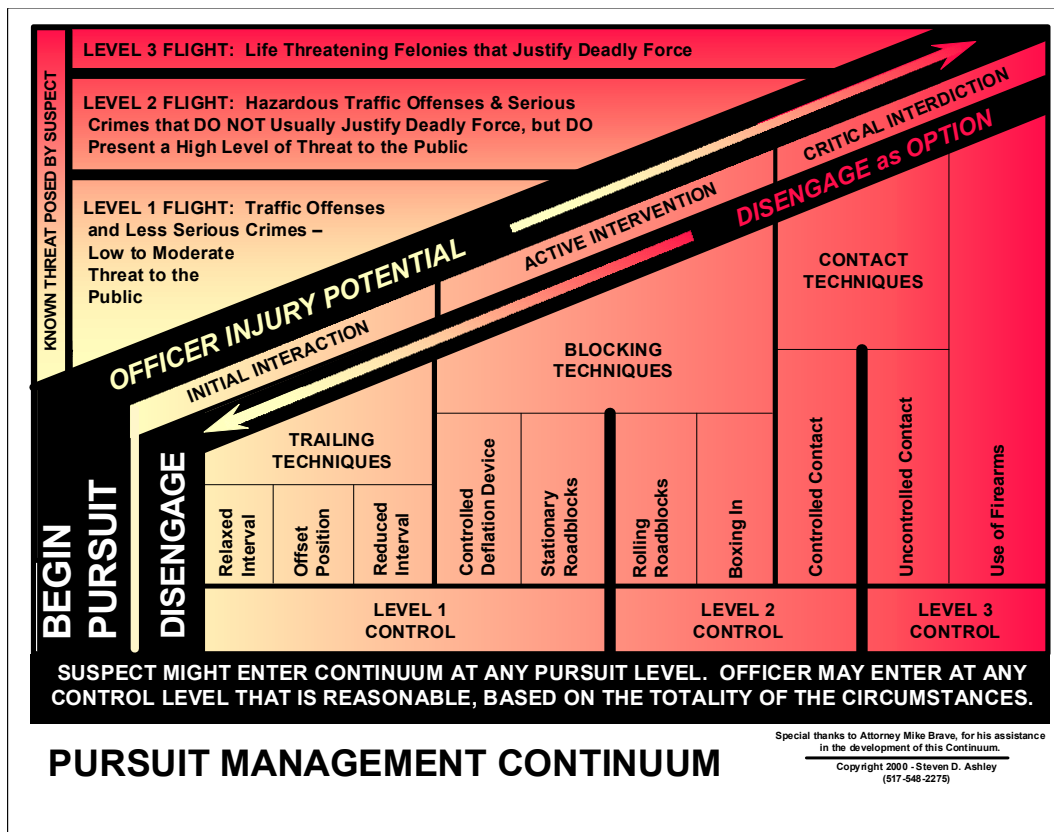 KNOWN THREAT POSED BY SUSPECT
LEVEL 3 FLIGHT: Life Threatening Felonies that Justify Deadly Force
LEVEL 2 FLIGHT: Hazardous Traffic Offenses & Serious
Crimes that DO NOT Usually Justify Deadly Force, but DO
Present a High Level of Threat to the Public
LEVEL 1 FLIGHT: Traffic Offenses
and Less Serious Crimes –
Low to Moderate
Threat to the
Public
OFFICER INJURY POTENTIAL
INITIAL INTERACTION
ACTIVE INTERVENTION
CRITICAL INTERDICTION
DISENGAGE as OPTION
BEGIN
PURSUIT
DISENGAGE
TRAILING
TECHNIQUES
BLOCKING
TECHNIQUES
CONTACT
TECHNIQUES
Relaxed
Interval
Offset
Position
Reduced
Interval
Controlled
Deflation Device
Stationary
Roadblocks
Rolling
Roadblocks
Boxing In
Controlled Contact
Uncontrolled Contact
Use of Firearms
LEVEL 1
CONTROL
LEVEL 2
CONTROL
LEVEL 3
CONTROL
SUSPECT MIGHT ENTER CONTINUUM AT ANY PURSUIT LEVEL. OFFICER MAY ENTER AT ANY
CONTROL LEVEL THAT IS REASONABLE, BASED ON THE TOTALITY OF THE CIRCUMSTANCES.
PURSUIT MANAGEMENT CONTINUUM
Special thanks to Attorney Mike Brave, for his assistance
in the development of this Continuum.
Copyright 2000 - Steven D. Ashley
(517-548-2275)